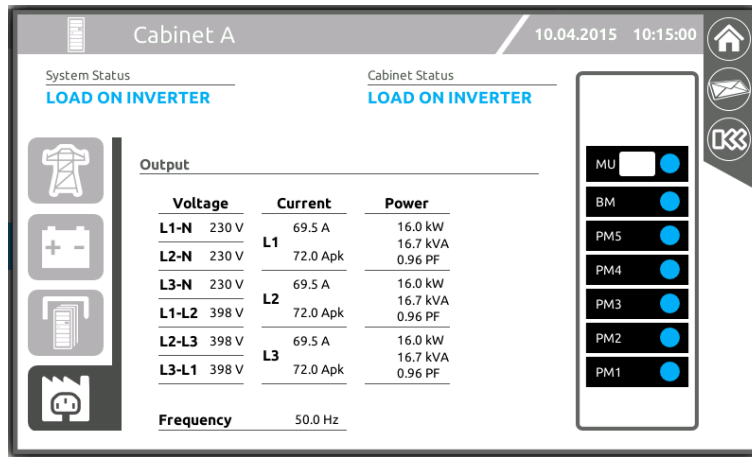 Cabinet A
10.04.2015 10:15:00
System Status
LOAD ON INVERTER
Cabinet Status
LOAD ON INVERTER
Output
Voltage Current Power
L1-N 230 V
L2-N 230 V
L3-N 230 V
L1-L2 398 V
L2-L3 398 V
L3-L1 398 V
L1
69.5 A
72.0 Apk
L2
69.5 A
72.0 Apk
L3
69.5 A
72.0 Apk
16.0 kW
16.7 kVA
0.96 PF
16.0 kW
16.7 kVA
0.96 PF
16.0 kW
16.7 kVA
0.96 PF
Frequency 50.0 Hz
MU
BM
PM5
PM4
PM3
PM2
PM1